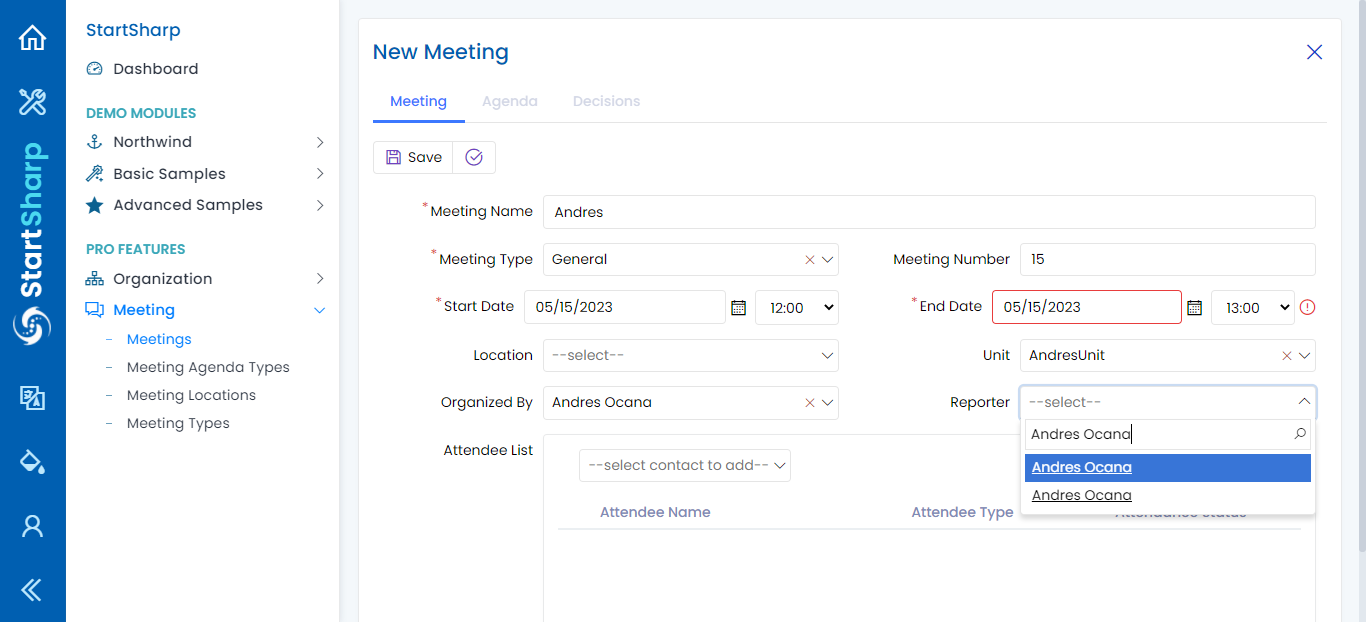 StartSharp
StartSharp
Dashboard
DEMO MODULES
Northwind
Basic Samples
Advanced Samples
PRO FEATURES
Organization
Meeting
Meetings
Meeting Agenda Types
Meeting Locations
Meeting Types
New Meeting
Meeting Agenda Decisions
Save
*Meeting Name Andres
*Meeting Type General Meeting Number 15
*Start Date 05/15/2023 12:00 *End Date 05/15/2023 13:00
Location --select-- Unit AndresUnit
Organized By Andres Ocana Reporter --select--
Andres Ocana
Andres Ocana
Andres Ocana
Attendee List
--select contact to add--
Attendee Name Attendee Type Attendance Status